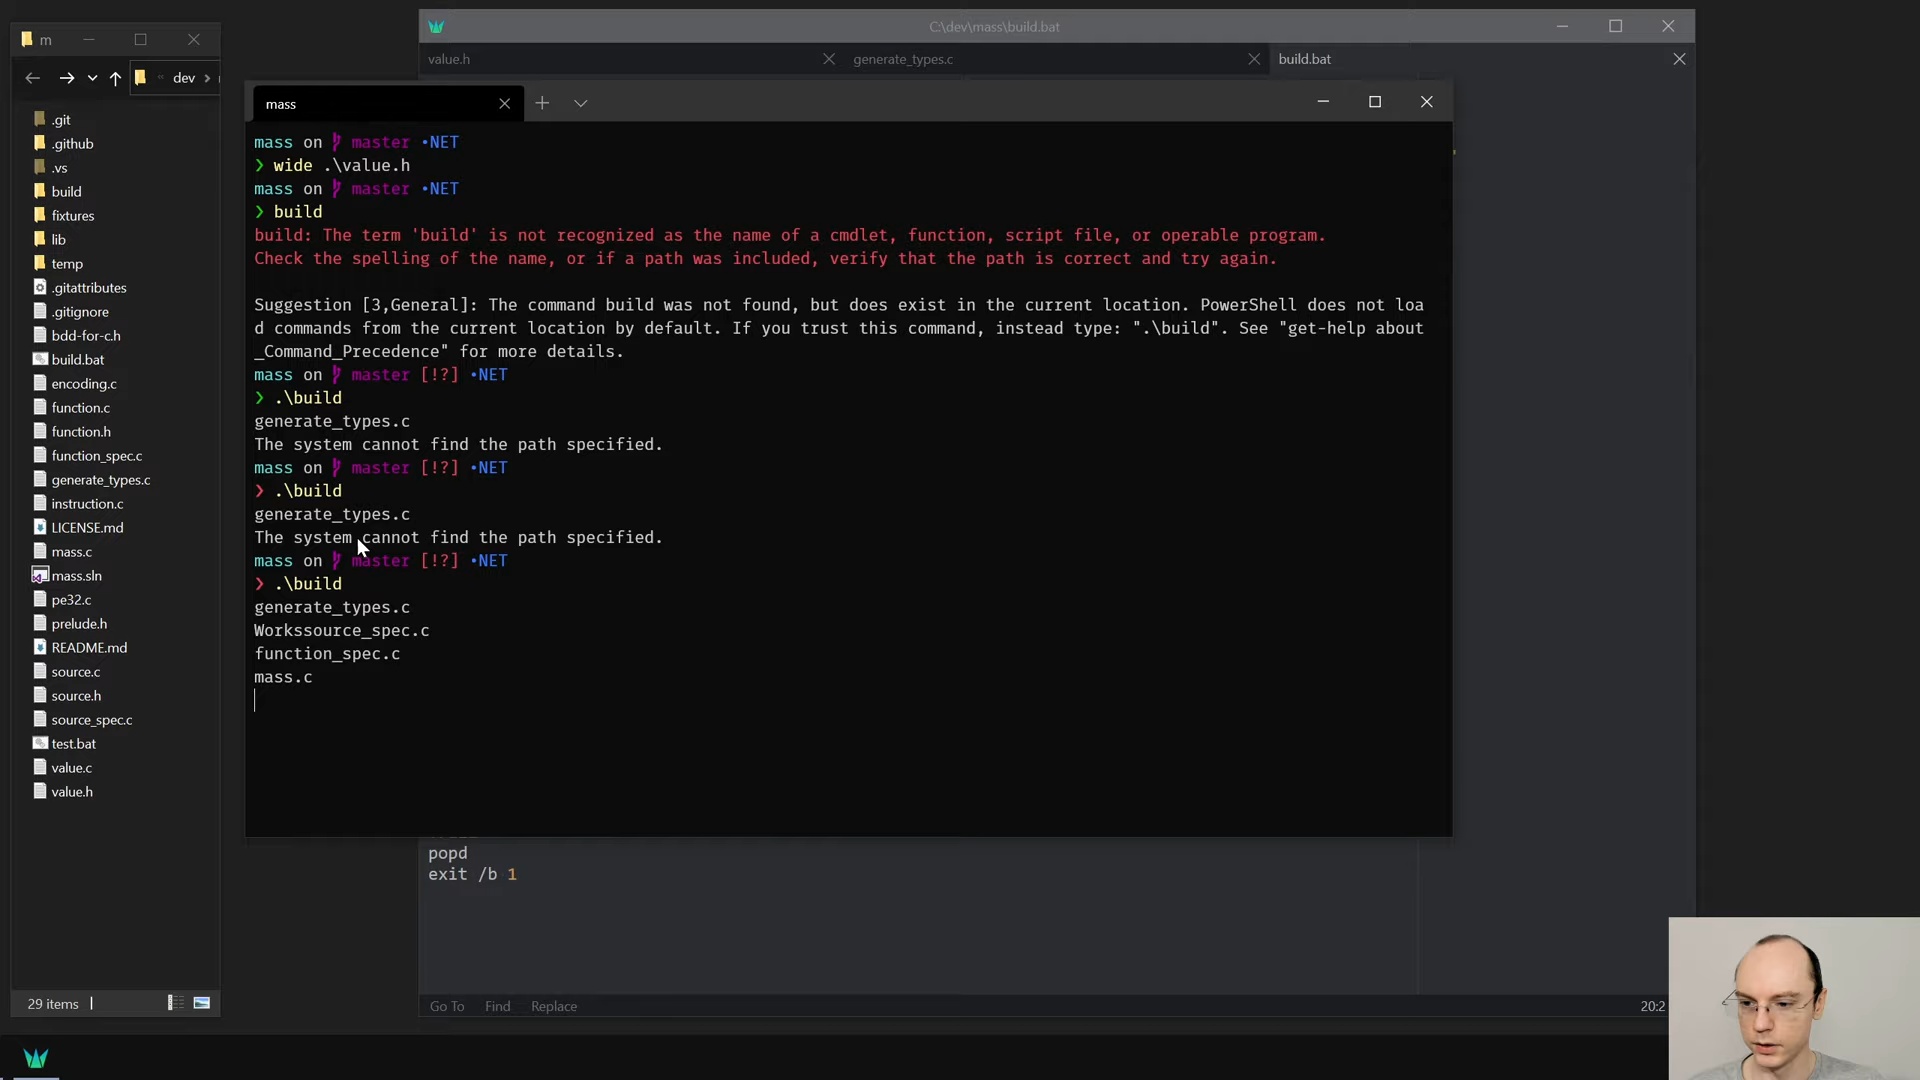 m
dev
.git
.github
.vs
build
fixtures
lib
temp
.gitattributes
.gitignore
bdd-for-c.h
build.bat
encoding.c
function.c
function.h
function_spec.c
generate_types.c
instruction.c
LICENSE.md
mass.c
mass.sln
pe32.c
prelude.h
README.md
source.c
source.h
source_spec.c
test.bat
value.c
value.h
29 items
C:\dev\mass\build.bat
value.h
generate_types.c
build.bat
mass
mass on master •NET
❯ wide .\value.h
mass on master •NET
❯ build
build: The term 'build' is not recognized as the name of a cmdlet, function, script file, or operable program.
Check the spelling of the name, or if a path was included, verify that the path is correct and try again.
Suggestion [3,General]: The command build was not found, but does exist in the current location. PowerShell does not loa
d commands from the current location by default. If you trust this command, instead type: ".\build". See "get-help about
_Command_Precedence" for more details.
mass on master [!?] •NET
❯ .\build
generate_types.c
The system cannot find the path specified.
mass on master [!?] •NET
❯ .\build
generate_types.c
The system cannot find the path specified.
mass on master [!?] •NET
❯ .\build
generate_types.c
Workssource_spec.c
function_spec.c
mass.c
popd
exit /b 1
Go To
Find
Replace
20:2